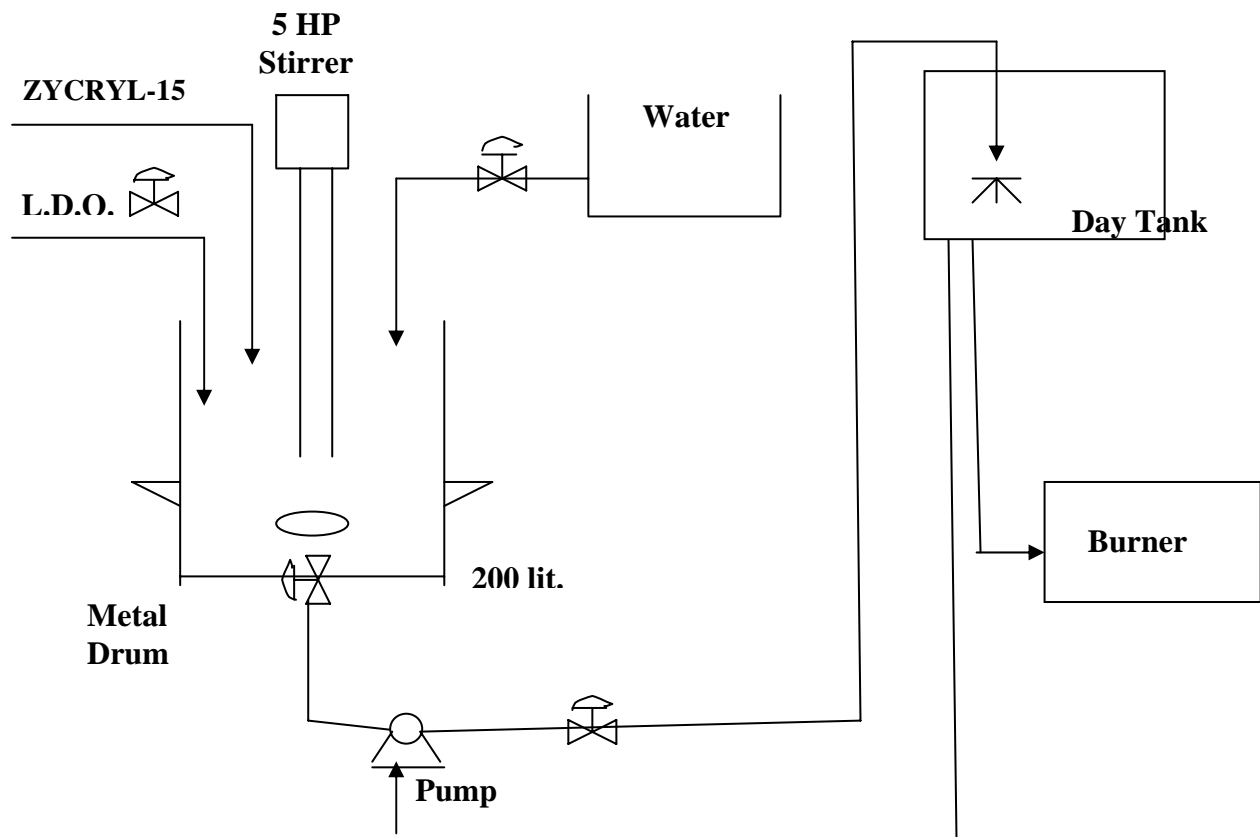 5 HP
Stirrer
ZYCRYL-15
Water
L.D.O.
Day Tank
Burner
200 lit.
Metal
Drum
Pump